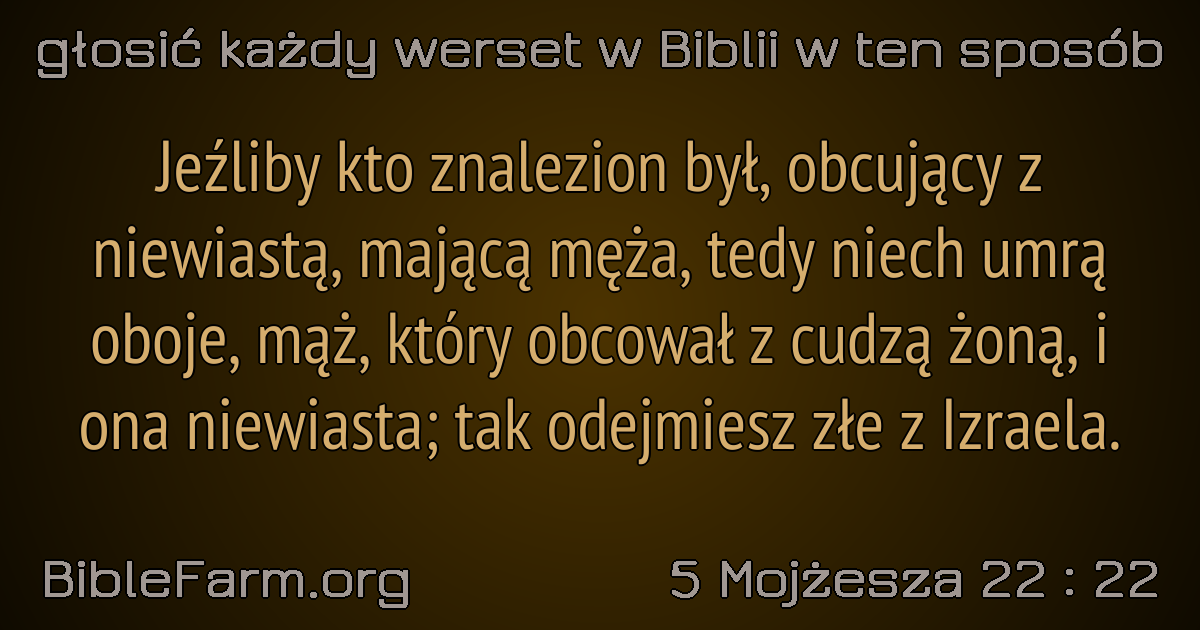 głosić każdy werset w Biblii w ten sposób
Jeźliby kto znalezion był, obcujący z
niewiastą, mającą męża, tedy niech umrą
oboje, mąż, który obcował z cudzą żoną, i
ona niewiasta; tak odejmiesz złe z Izraela.
BibleFarm.org
5 Mojżesza 22 : 22